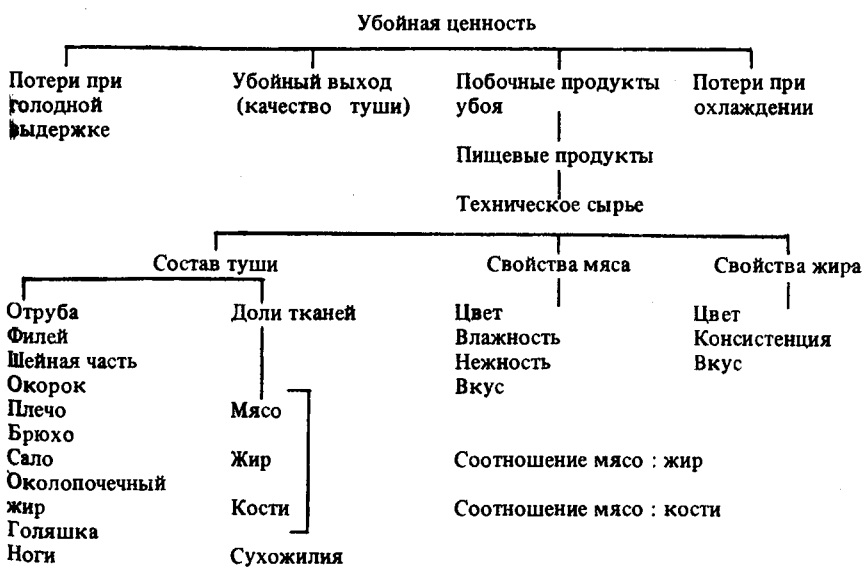 Убойная ценность
Потери при
голодной
выдержке
Убойный выход
(качество туши)
Побочные продукты
убоя
Пищевые продукты
Техническое сырье
Потери при
охлаждении
Состав туши
Свойства мяса
Свойства жира
Отруба
Филей
Шейная часть
Окорок
Плечо
Брюхо
Сало
Околопочечный
жир
Голяшка
Ноги
Доли тканей
Мясо
Жир
Кости
Сухожилия
Цвет
Влажность
Нежность
Вкус
Соотношение мясо : жир
Соотношение мясо : кости
Цвет
Консистенция
Вкус